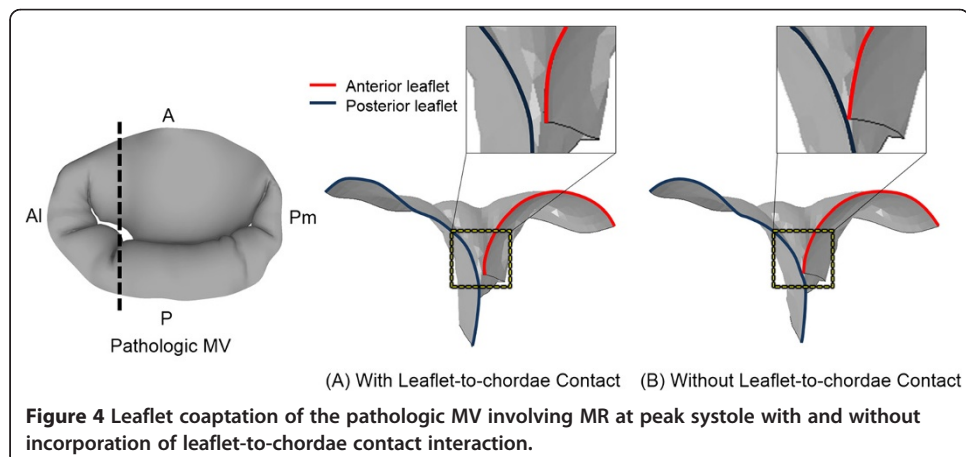 Anterior leaflet
Posterior leaflet
A
Al
Pm
P
Pathologic MV
(A) With Leaflet-to-chordae Contact
(B) Without Leaflet-to-chordae Contact
Figure 4 Leaflet coaptation of the pathologic MV involving MR at peak systole with and without
incorporation of leaflet-to-chordae contact interaction.